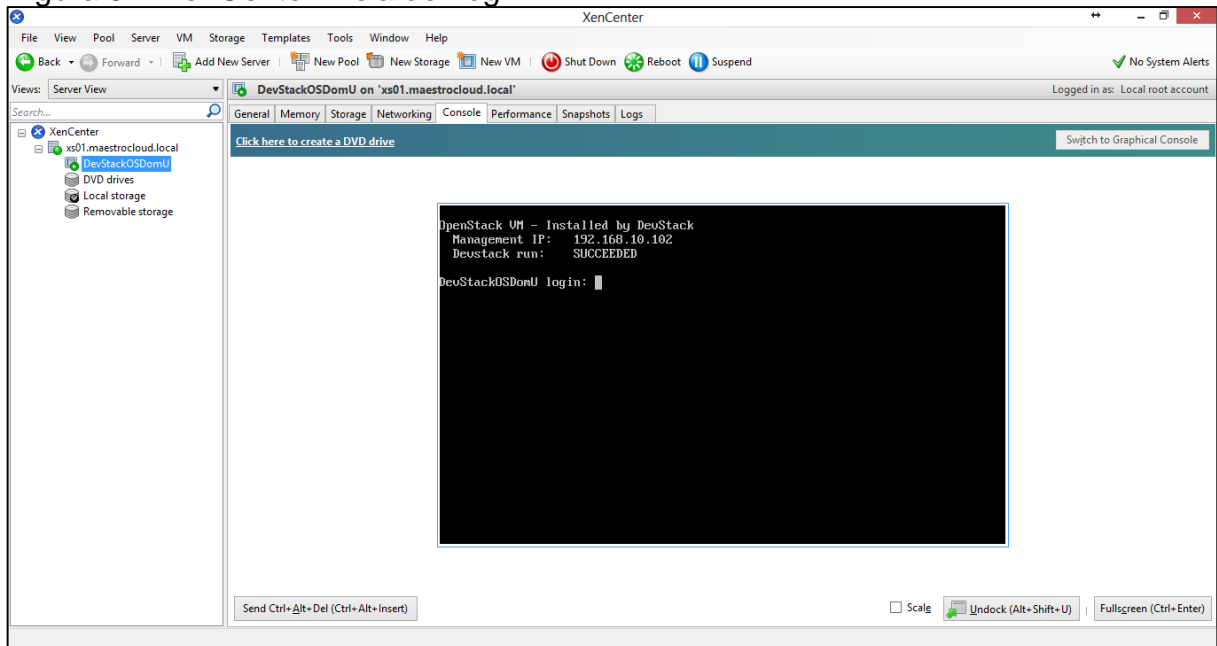 XenCenter
File View Pool Server VM Storage Templates Tools Window Help
Back Forward Add New Server New Pool New Storage New VM Shut Down Reboot Suspend No System Alerts
Views: Server View DevStackOSDomU on 'xs01.maestrocloud.local' Logged in as: Local root account
Search... General Memory Storage Networking Console Performance Snapshots Logs
XenCenter
xs01.maestrocloud.local
DevStackOSDomU
DVD drives
Local storage
Removable storage
Click here to create a DVD drive Switch to Graphical Console
OpenStack VM - Installed by DevStack
Management IP: 192.168.10.102
Devstack run: SUCCEEDED
DevStackOSDomU login:
Send Ctrl+Alt+Del (Ctrl+Alt+Insert) Scale Undock (Alt+Shift+U) Fullscreen (Ctrl+Enter)